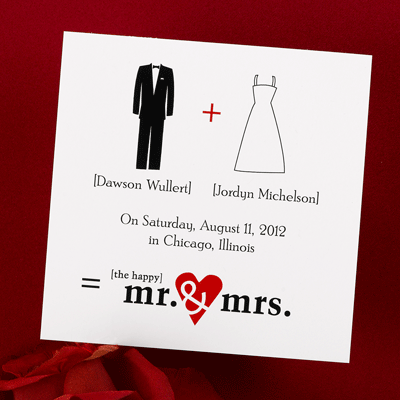 +
[Dawson Wullert] [Jordyn Michelson]
On Saturday, August 11, 2012
in Chicago, Illinois
= [the happy]
mr. & mrs.